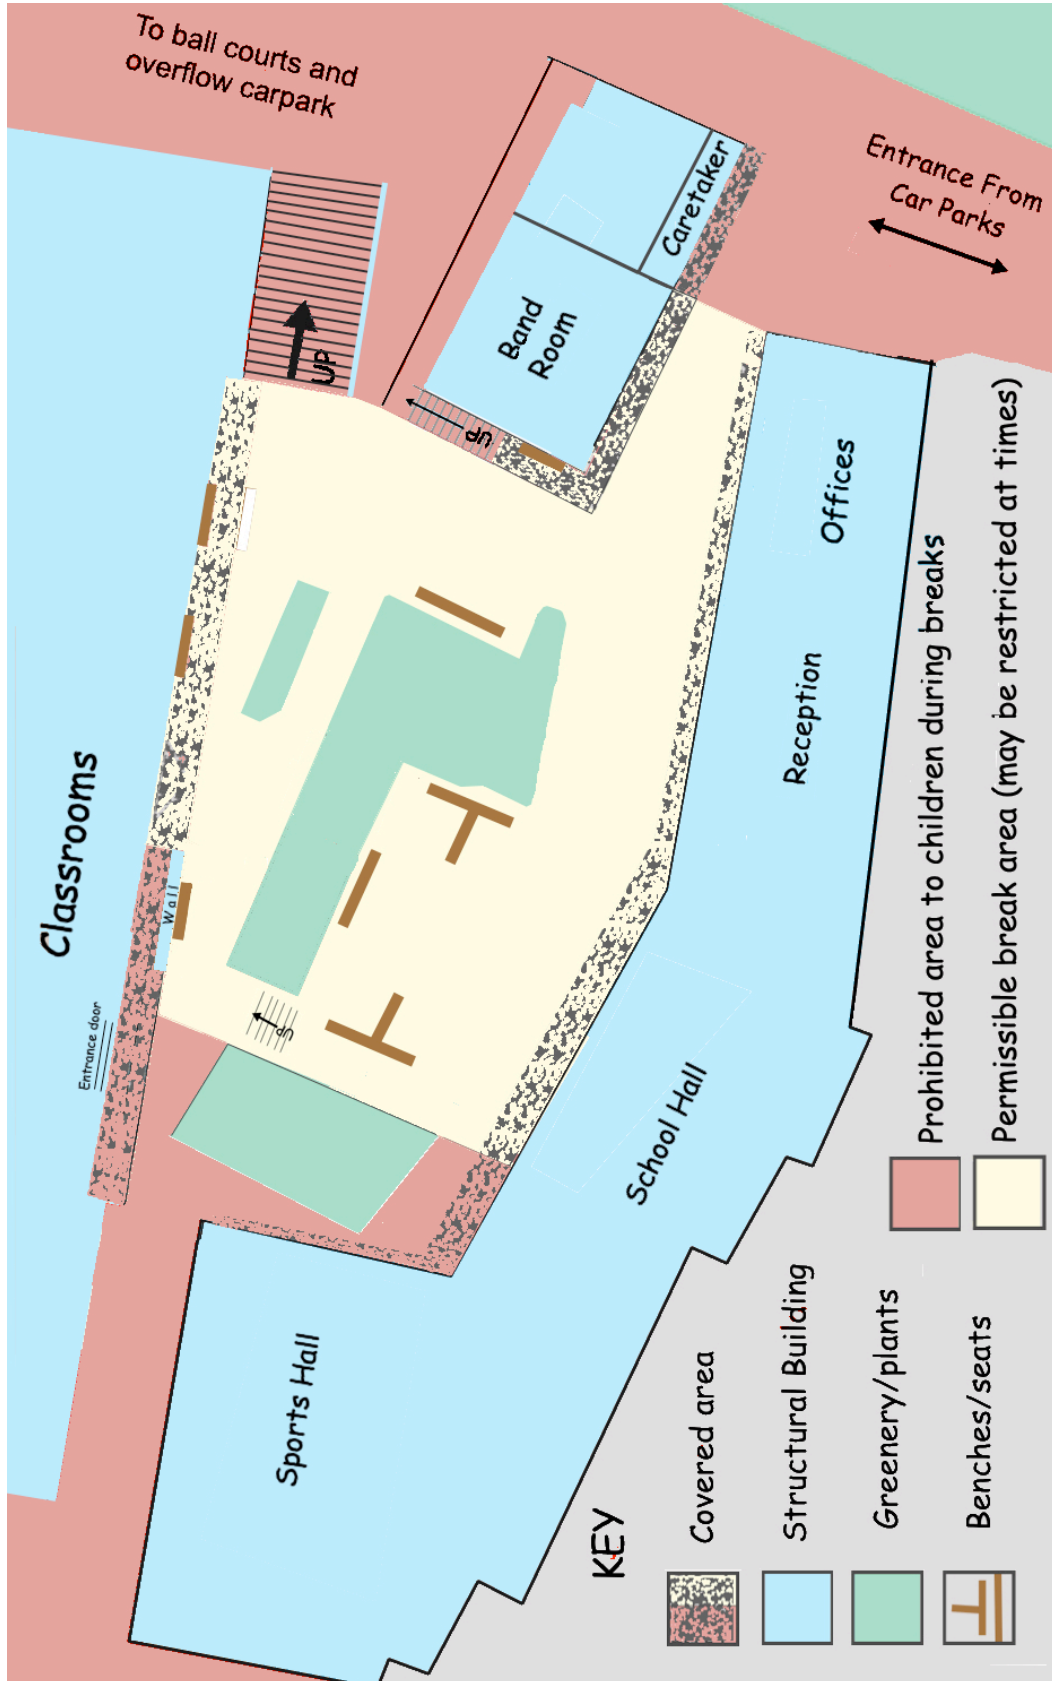 To ball courts and
overflow carpark
Entrance From
Car Parks
Caretaker
Band
Room
UP
UP
Classrooms
Wall
Entrance door
UP
Offices
Reception
School Hall
Sports Hall
KEY
Covered area
Structural Building
Greenery/plants
Benches/seats
Prohibited area to children during breaks
Permissible break area (may be restricted at times)